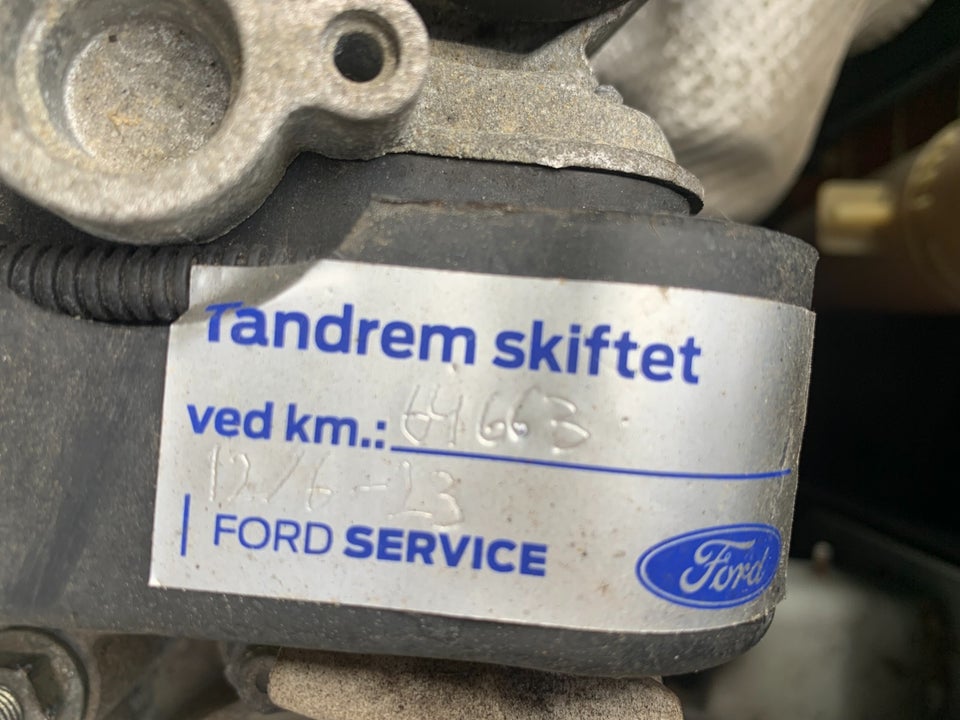 Tandrem skiftet
ved km.: 64663
12/6-23
FORD SERVICE
Ford